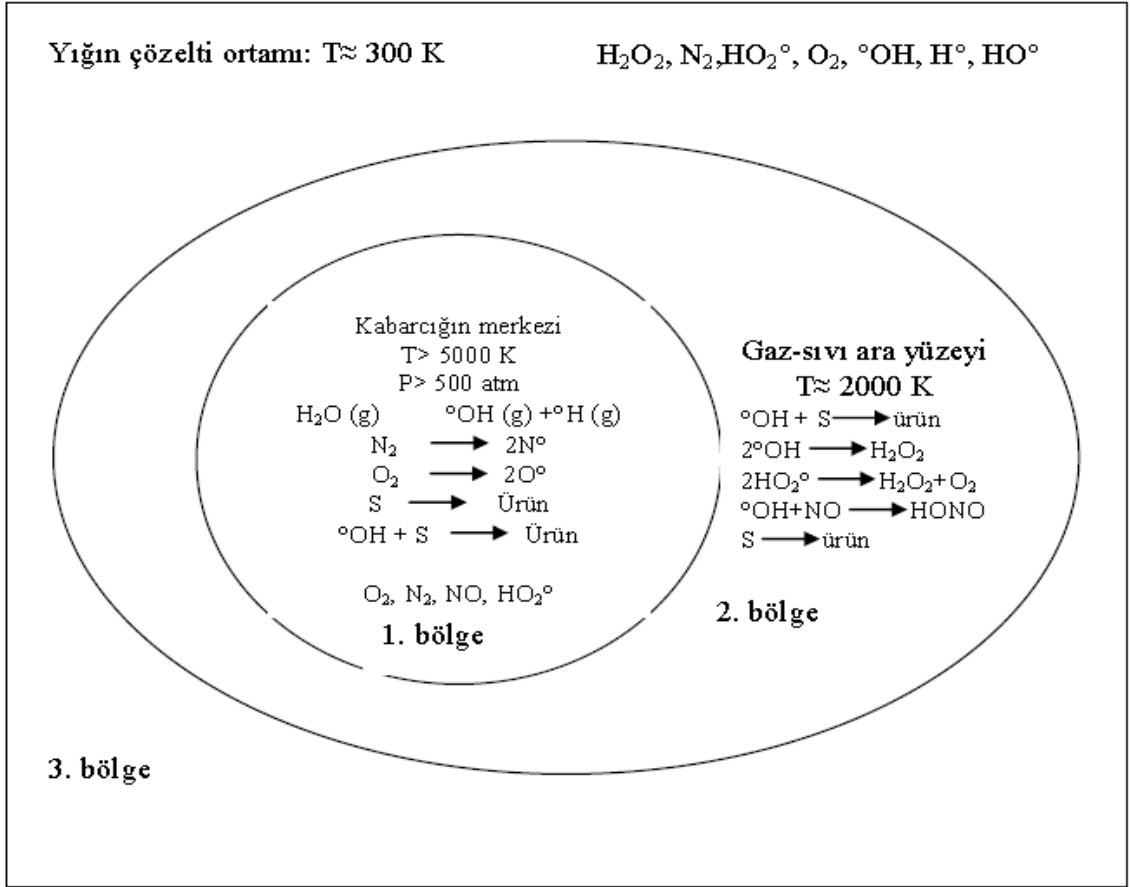 Yığın çözelti ortamı: T≈ 300 K
H₂O₂, N₂,HO₂°, O₂, °OH, H°, HO°
Kabarcığın merkezi
T> 5000 K
P> 500 atm
H₂O (g) °OH (g) +°H (g)
N₂ ⟶ 2N°
O₂ ⟶ 2O°
S ⟶ Ürün
°OH + S ⟶ Ürün
O₂, N₂, NO, HO₂°
1. bölge
Gaz-sıvı ara yüzeyi
T≈ 2000 K
°OH + S⟶ürün
2°OH ⟶H₂O₂
2HO₂° ⟶H₂O₂+O₂
°OH+NO ⟶HONO
S ⟶ürün
2. bölge
3. bölge